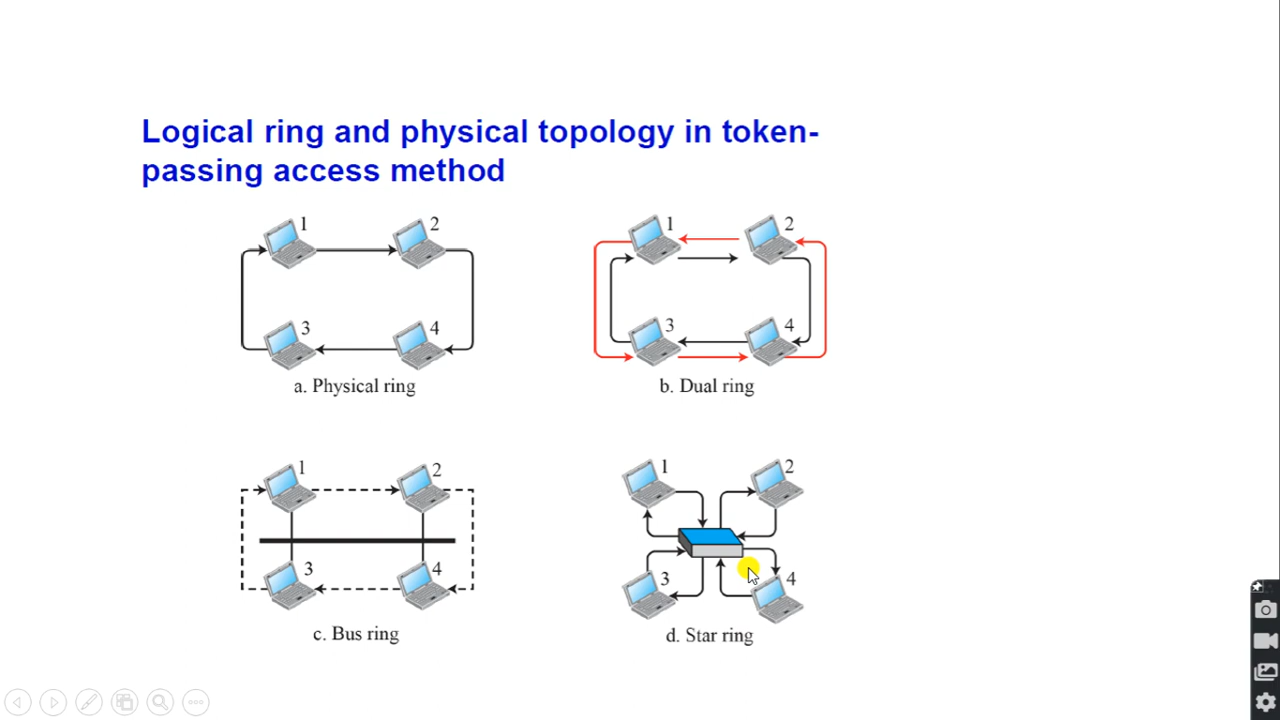 Logical ring and physical topology in token-
passing access method
1 2
3 4
a. Physical ring
1 2
3 4
b. Dual ring
1 2
3 4
c. Bus ring
1 2
3 4
d. Star ring